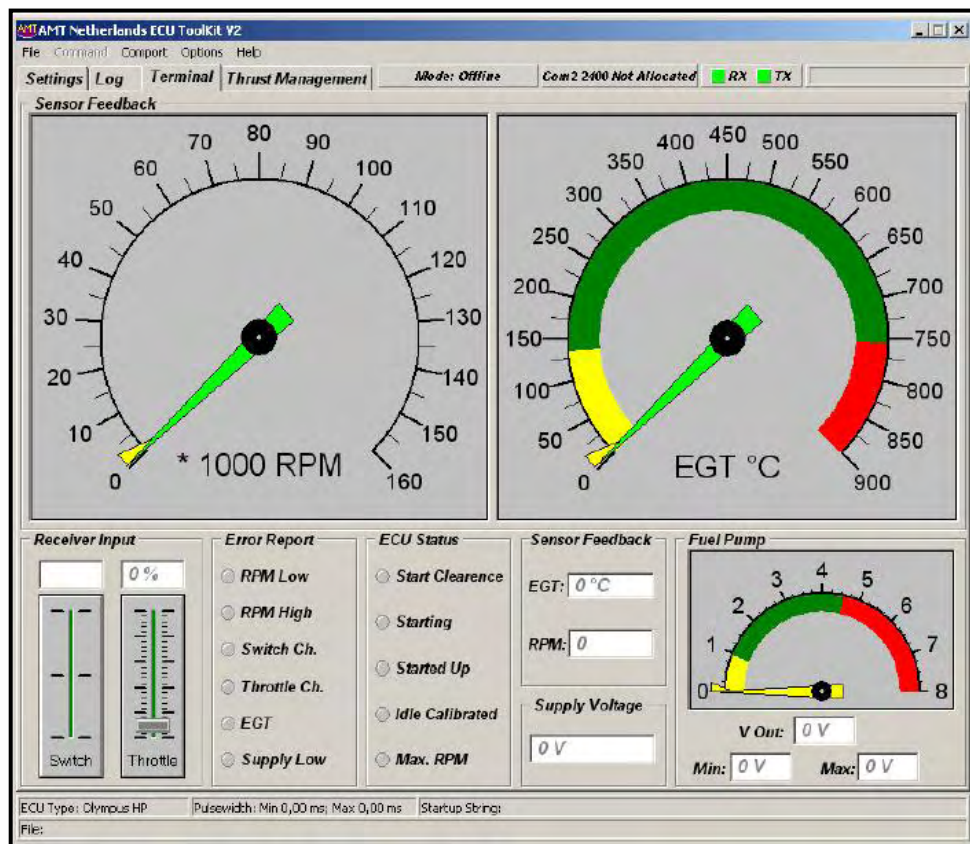 AMT AMT Netherlands ECU ToolKit V2
File Command Comport Options Help
Settings Log Terminal Thrust Management Mode: Offline Com2 2400 Not Allocated RX TX
Sensor Feedback
0 10 20 30 40 50 60 70 80 90 100 110 120 130 140 150 160
* 1000 RPM
0 50 100 150 200 250 300 350 400 450 500 550 600 650 700 750 800 850 900
EGT °C
Receiver Input
0 %
Switch
Throttle
Error Report
RPM Low
RPM High
Switch Ch.
Throttle Ch.
EGT
Supply Low
ECU Status
Start Clearence
Starting
Started Up
Idle Calibrated
Max. RPM
Sensor Feedback
EGT: 0 °C
RPM: 0
Supply Voltage
0 V
Fuel Pump
0 1 2 3 4 5 6 7 8
V Out: 0 V
Min: 0 V Max: 0 V
ECU Type: Olympus HP Pulsewidth: Min 0,00 ms; Max 0,00 ms Startup String:
File: